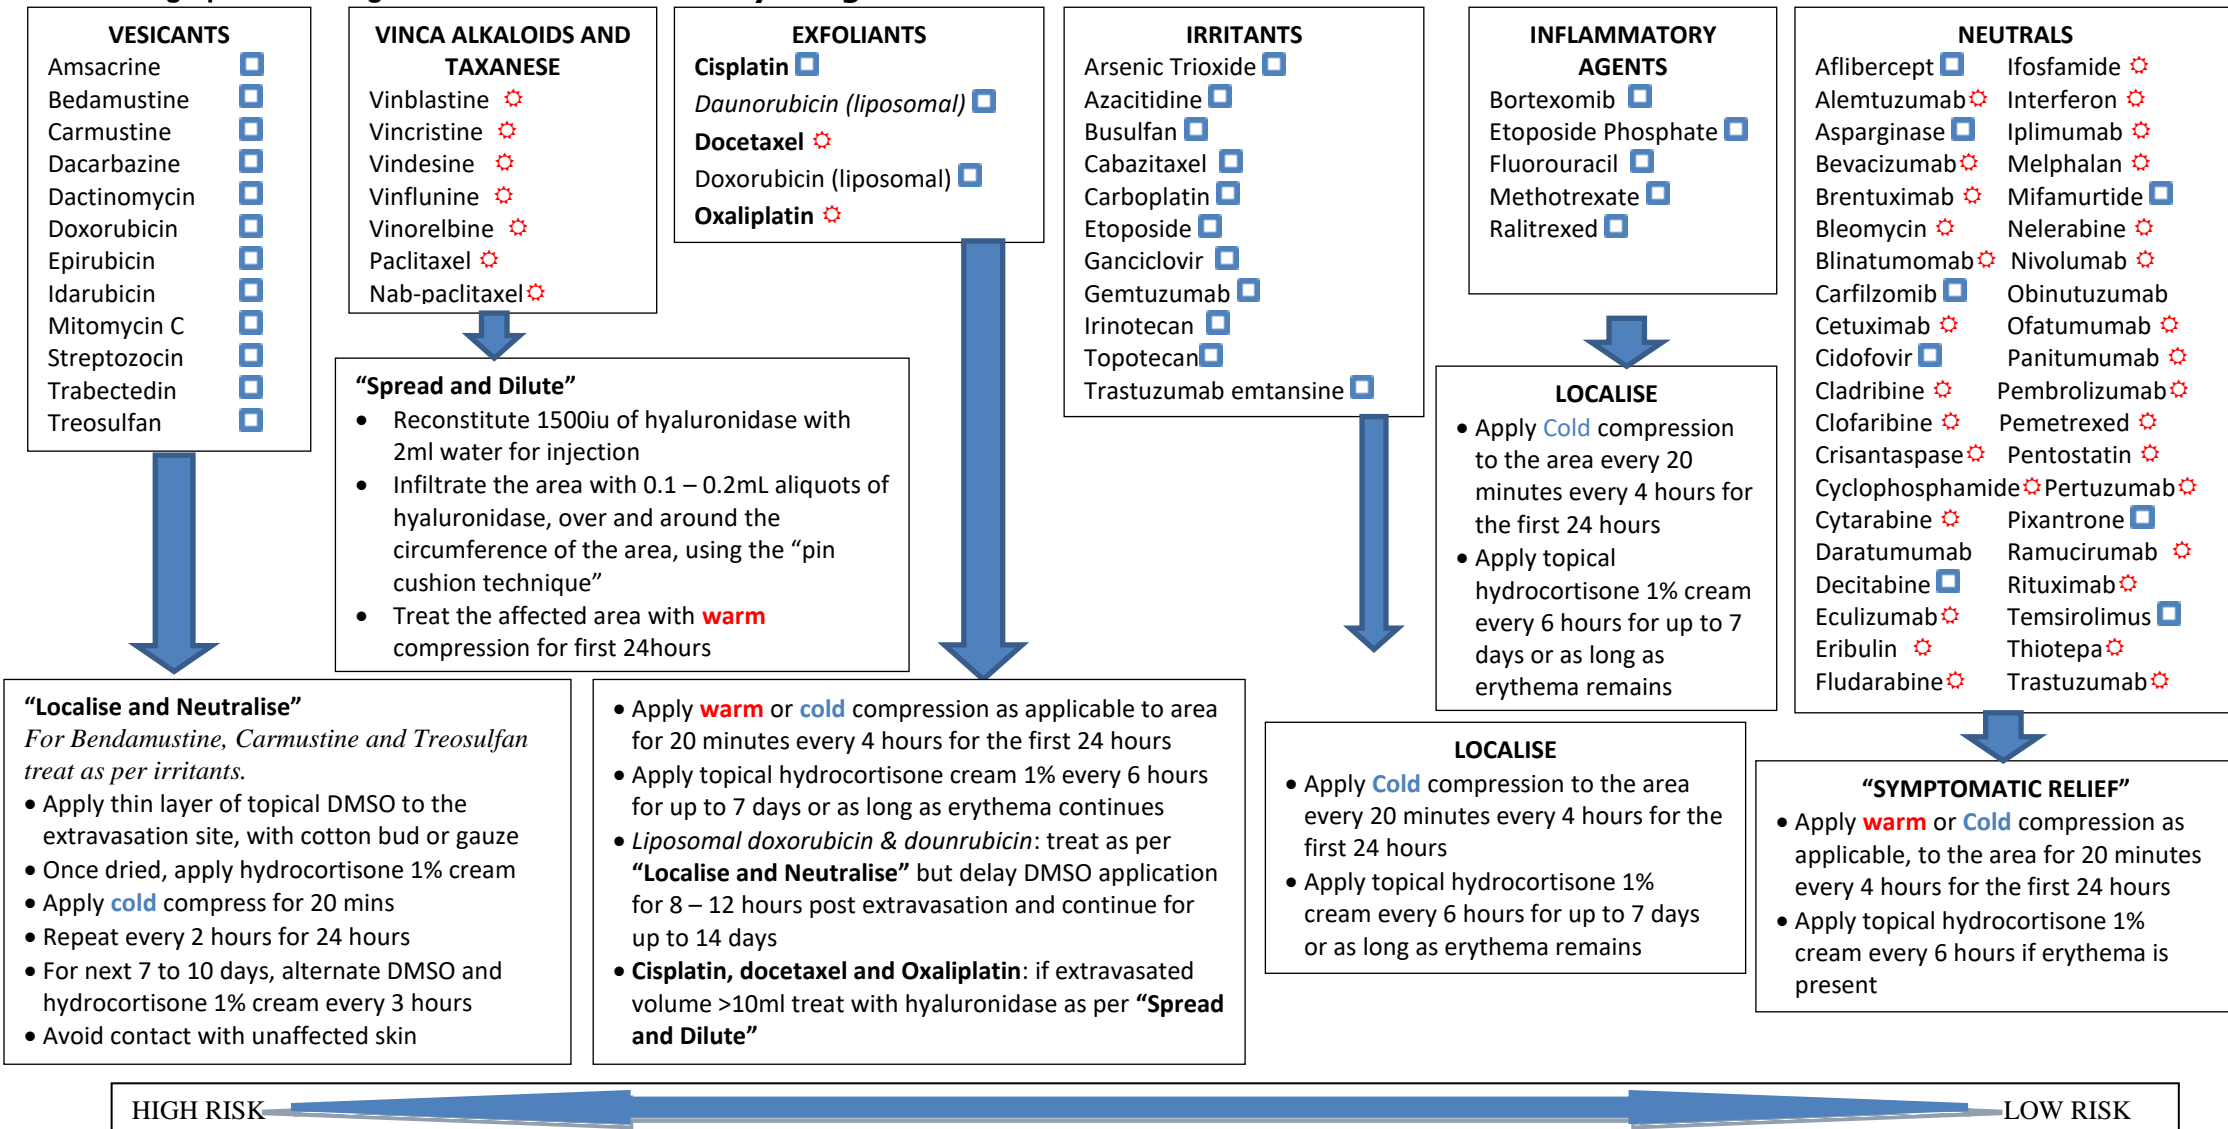 VESICANTS
Amsacrine
Bedamustine
Carmustine
Dacarbazine
Dactinomycin
Doxorubicin
Epirubicin
Idarubicin
Mitomycin C
Streptozocin
Trabectedin
Treosulfan
VINCA ALKALOIDS AND
TAXANESE
Vinblastine
Vincristine
Vindesine
Vinflunine
Vinorelbine
Paclitaxel
Nab-paclitaxel
EXFOLIANTS
Cisplatin
Daunorubicin (liposomal)
Docetaxel
Doxorubicin (liposomal)
Oxaliplatin
IRRITANTS
Arsenic Trioxide
Azacitidine
Busulfan
Cabazitaxel
Carboplatin
Etoposide
Ganciclovir
Gemtuzumab
Irinotecan
Topotecan
Trastuzumab emtansine
INFLAMMATORY
AGENTS
Bortexomib
Etoposide Phosphate
Fluorouracil
Methotrexate
Ralitrexed
NEUTRALS
Aflibercept Ifosfamide
Alemtuzumab Interferon
Asparginase Iplimumab
Bevacizumab Melphalan
Brentuximab Mifamurtide
Bleomycin Nelerabine
Blinatumomab Nivolumab
Carfilzomib Obinutuzumab
Cetuximab Ofatumumab
Cidofovir Panitumumab
Cladribine Pembrolizumab
Clofaribine Pemetrexed
Crisantaspase Pentostatin
Cyclophosphamide Pertuzumab
Cytarabine Pixantrone
Daratumumab Ramucirumab
Decitabine Rituximab
Eculizumab Temsirolimus
Eribulin Thiotepa
Fludarabine Trastuzumab
“Spread and Dilute”
• Reconstitute 1500iu of hyaluronidase with
2ml water for injection
• Infiltrate the area with 0.1 – 0.2mL aliquots of
hyaluronidase, over and around the
circumference of the area, using the “pin
cushion technique”
• Treat the affected area with warm
compression for first 24hours
LOCALISE
• Apply Cold compression
to the area every 20
minutes every 4 hours for
the first 24 hours
• Apply topical
hydrocortisone 1% cream
every 6 hours for up to 7
days or as long as
erythema remains
“Localise and Neutralise”
For Bendamustine, Carmustine and Treosulfan
treat as per irritants.
• Apply thin layer of topical DMSO to the
extravasation site, with cotton bud or gauze
• Once dried, apply hydrocortisone 1% cream
• Apply cold compress for 20 mins
• Repeat every 2 hours for 24 hours
• For next 7 to 10 days, alternate DMSO and
hydrocortisone 1% cream every 3 hours
• Avoid contact with unaffected skin
• Apply warm or cold compression as applicable to area
for 20 minutes every 4 hours for the first 24 hours
• Apply topical hydrocortisone cream 1% every 6 hours
for up to 7 days or as long as erythema continues
• Liposomal doxorubicin & dounrubicin: treat as per
“Localise and Neutralise” but delay DMSO application
for 8 – 12 hours post extravasation and continue for
up to 14 days
• Cisplatin, docetaxel and Oxaliplatin: if extravasated
volume >10ml treat with hyaluronidase as per “Spread
and Dilute”
LOCALISE
• Apply Cold compression to the area
every 20 minutes every 4 hours for the
first 24 hours
• Apply topical hydrocortisone 1%
cream every 6 hours for up to 7 days
or as long as erythema remains
“SYMPTOMATIC RELIEF”
• Apply warm or Cold compression as
applicable, to the area for 20 minutes
every 4 hours for the first 24 hours
• Apply topical hydrocortisone 1%
cream every 6 hours if erythema is
present
HIGH RISK
LOW RISK